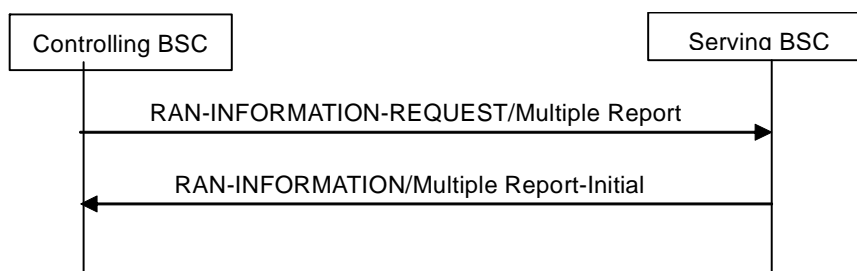 Controlling BSC
Serving BSC
RAN-INFORMATION-REQUEST/Multiple Report
RAN-INFORMATION/Multiple Report-Initial